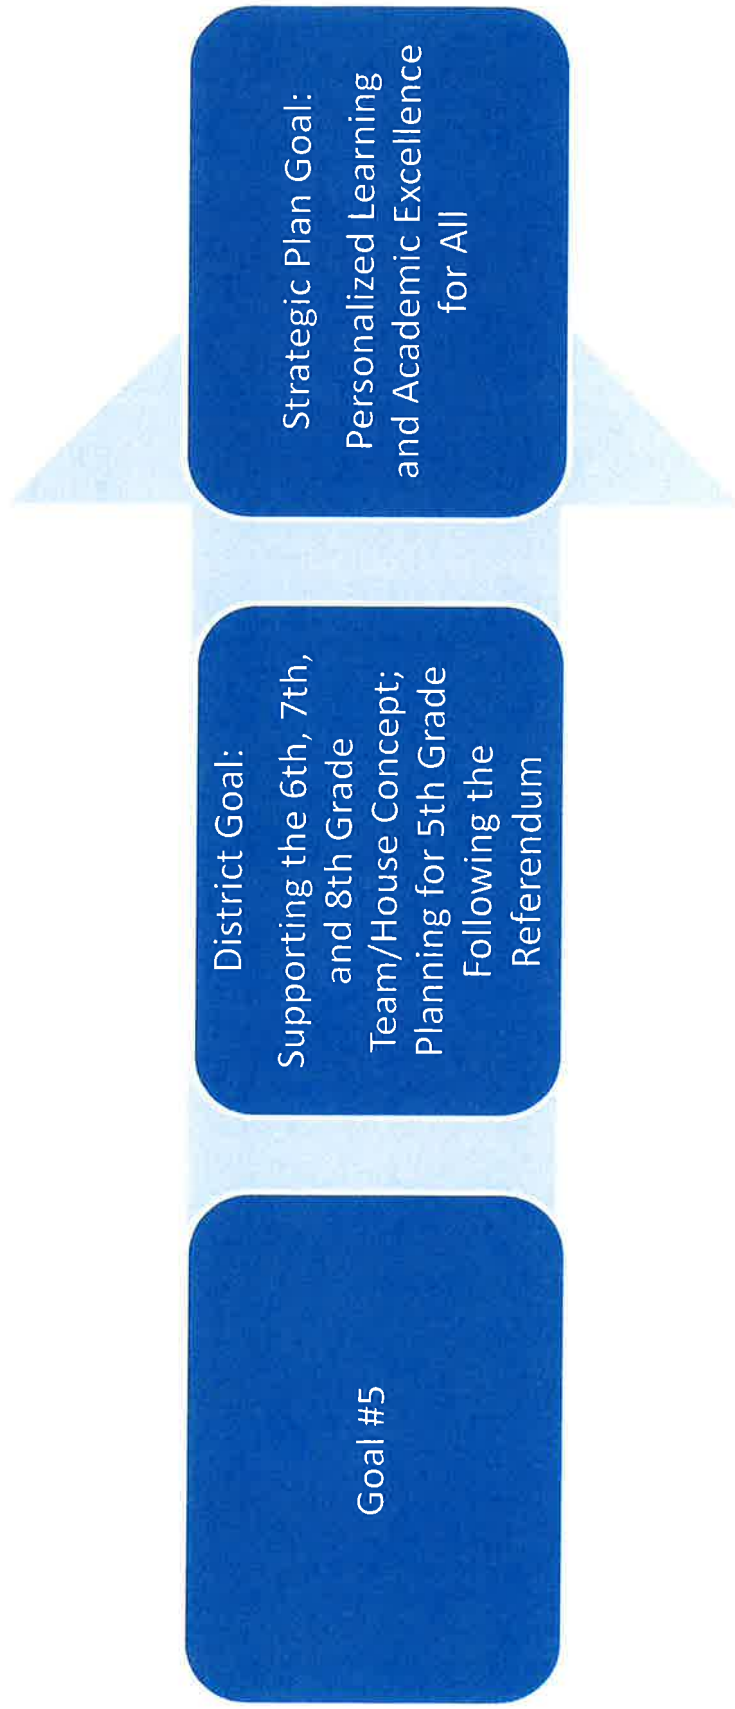 Goal #5
District Goal:
Supporting the 6th, 7th,
and 8th Grade
Team/House Concept;
Planning for 5th Grade
Following the
Referendum
Strategic Plan Goal:
Personalized Learning
and Academic Excellence
for All